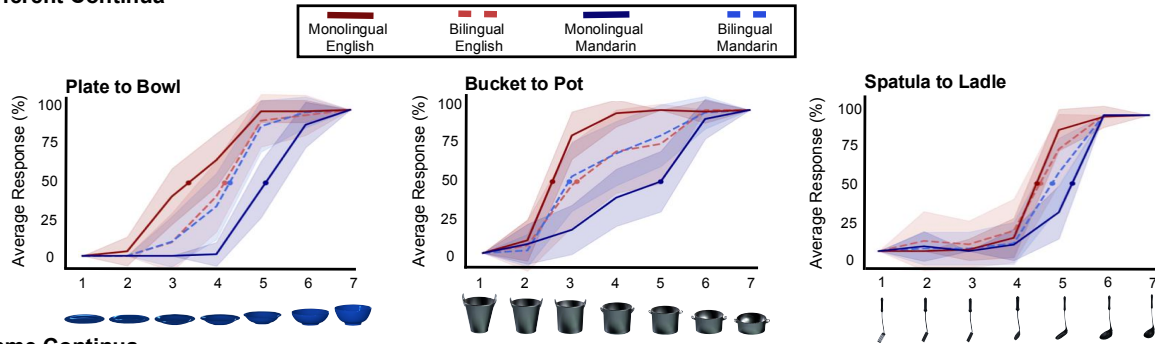 Monolingual English
Bilingual English
Monolingual Mandarin
Bilingual Mandarin
Plate to Bowl
Average Response (%)
100
75
50
25
0
1 2 3 4 5 6 7
Bucket to Pot
Average Response (%)
100
75
50
25
0
1 2 3 4 5 6 7
Spatula to Ladle
Average Response (%)
100
75
50
25
0
1 2 3 4 5 6 7